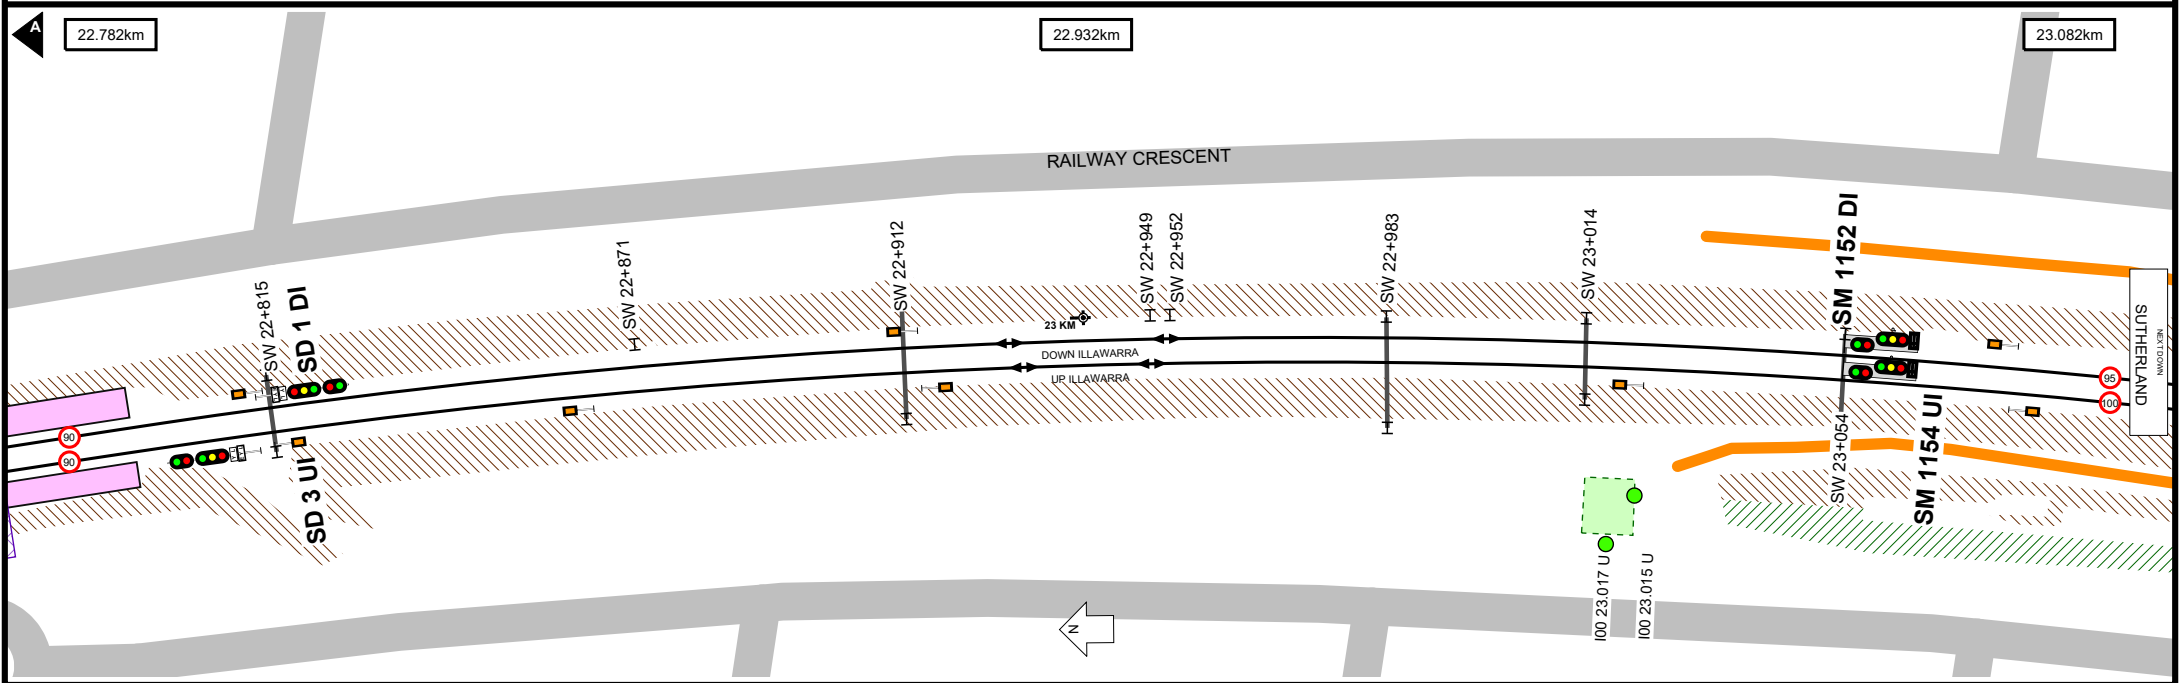 A
22.782km
22.932km
23.082km
RAILWAY CRESCENT
SW 22+815
SD 1 DI
SW 22+871
SW 22+912
SW 22+949
SW 22+952
SW 22+983
SW 23+014
SM 1152 DI
23 KM
DOWN ILLAWARRA
UP ILLAWARRA
90
90
95
100
NEXT DOWN
SUTHERLAND
SD 3 UI
SW 23+054
SM 1154 UI
I00 23.017 U
I00 23.015 U
N